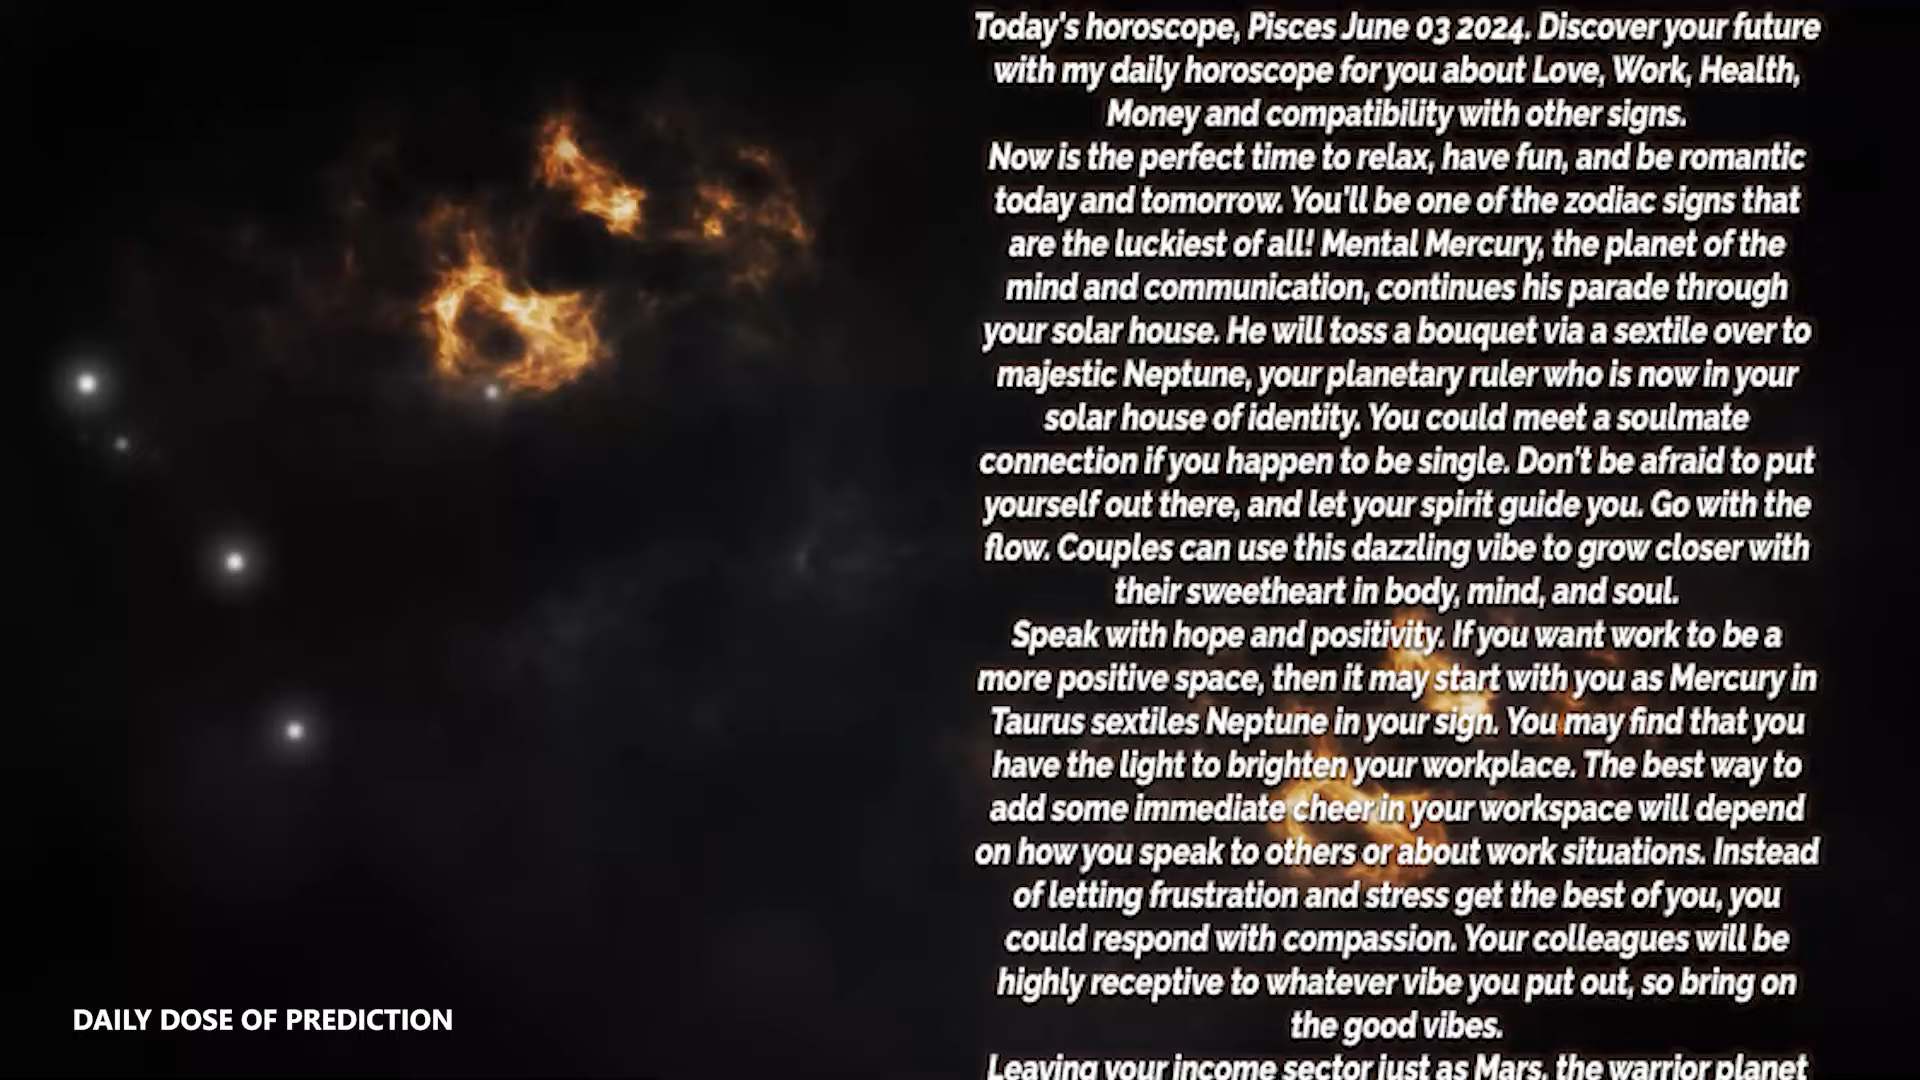 Today's horoscope, Pisces June 03 2024. Discover your future
with my daily horoscope for you about Love, Work, Health,
Money and compatibility with other signs.
Now is the perfect time to relax, have fun, and be romantic
today and tomorrow. You'll be one of the zodiac signs that
are the luckiest of all! Mental Mercury, the planet of the
mind and communication, continues his parade through
your solar house. He will toss a bouquet via a sextile over to
majestic Neptune, your planetary ruler who is now in your
solar house of identity. You could meet a soulmate
connection if you happen to be single. Don't be afraid to put
yourself out there, and let your spirit guide you. Go with the
flow. Couples can use this dazzling vibe to grow closer with
their sweetheart in body, mind, and soul.
Speak with hope and positivity. If you want work to be a
more positive space, then it may start with you as Mercury in
Taurus sextiles Neptune in your sign. You may find that you
have the light to brighten your workplace. The best way to
add some immediate cheer in your workspace will depend
on how you speak to others or about work situations. Instead
of letting frustration and stress get the best of you, you
could respond with compassion. Your colleagues will be
highly receptive to whatever vibe you put out, so bring on
the good vibes.
Leaving your income sector just as Mars, the warrior planet
DAILY DOSE OF PREDICTION